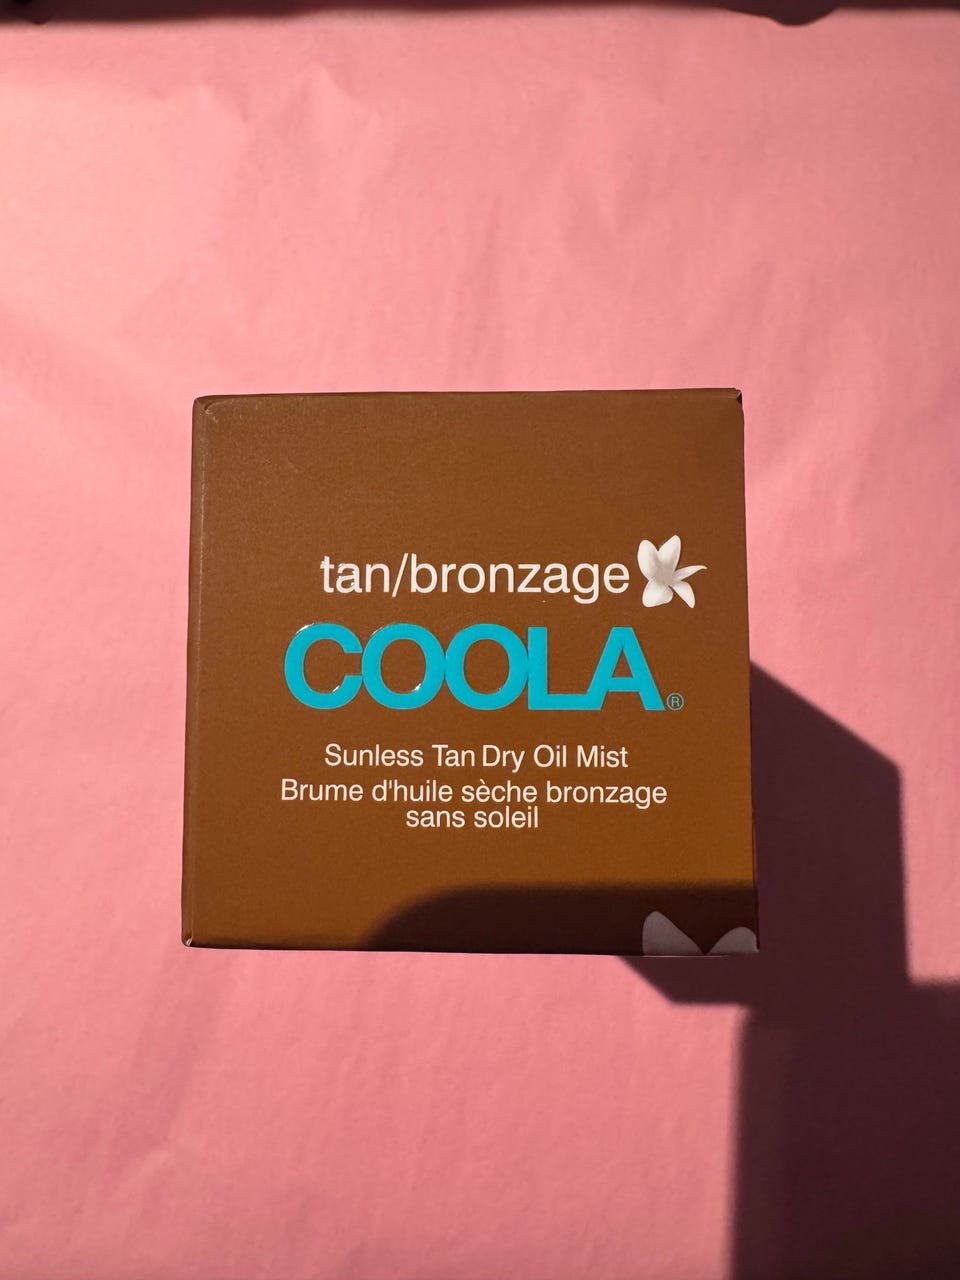 tan/bronzage
COOLA®
Sunless Tan Dry Oil Mist
Brume d'huile sèche bronzage
sans soleil